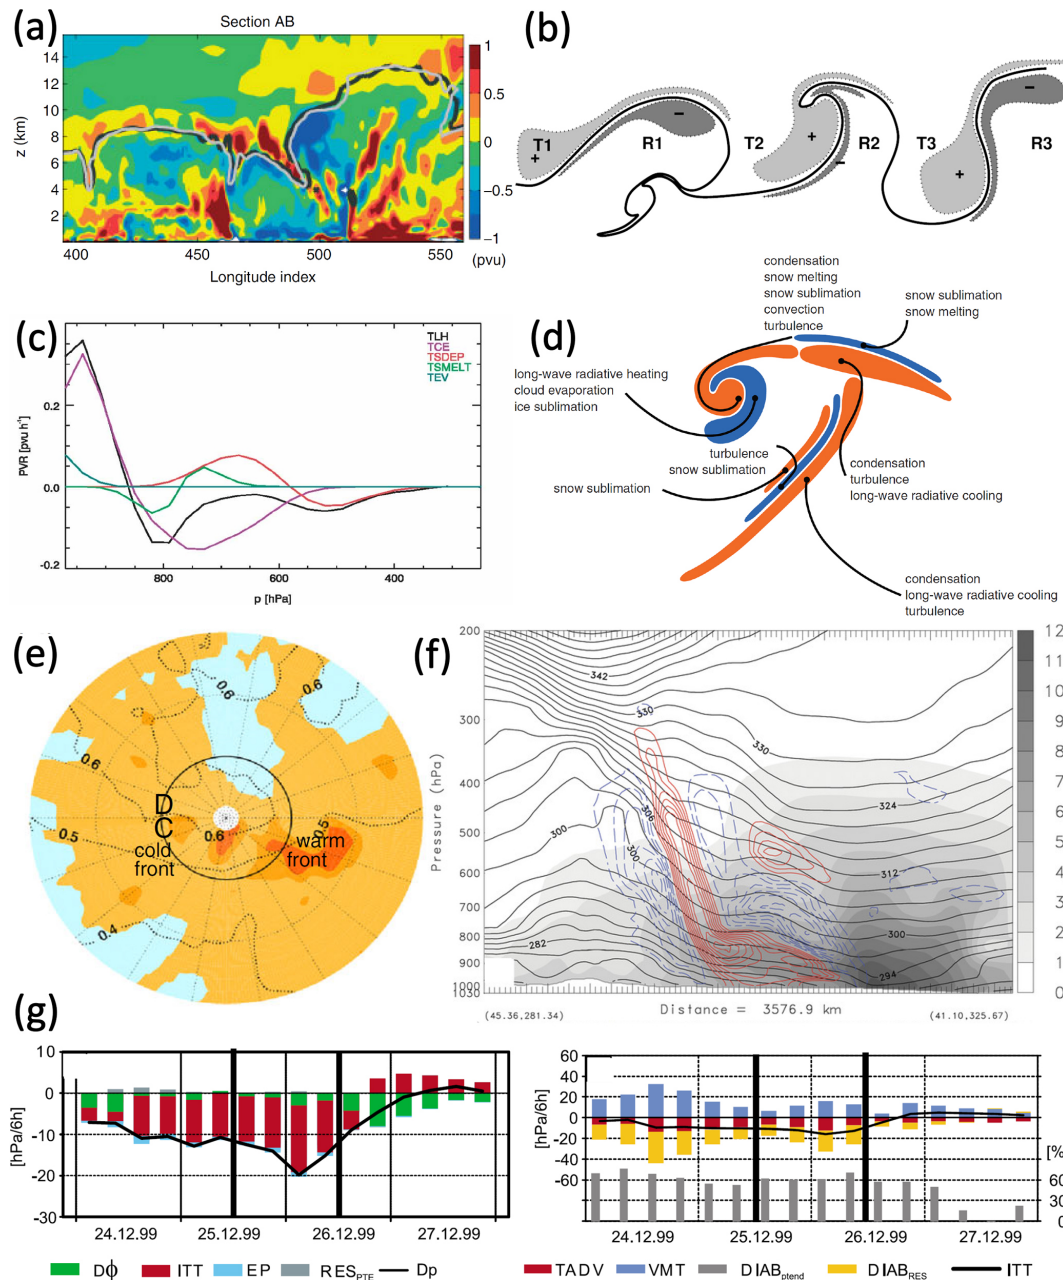 (a)
Section AB
z (km)
14
12
10
8
6
4
2
400
450
500
550
Longitude index
1
0.5
0
−0.5
−1
(pvu)
(b)
T1
+
R1
-
T2
+
-
R2
T3
+
-
R3
(c)
TLH
TCE
TSDEP
TSMELT
TEV
PVR [pvu h⁻¹]
0.2
0.0
-0.2
800
600
400
p [hPa]
(d)
condensation
snow melting
snow sublimation
convection
turbulence
snow sublimation
snow melting
long-wave radiative heating
cloud evaporation
ice sublimation
turbulence
snow sublimation
snow sublimation
condensation
turbulence
long-wave radiative cooling
condensation
long-wave radiative cooling
turbulence
(e)
0.6
0.6
0.6
0.5
0.6
0.5
0.4
D
C
cold
front
warm
front
(f)
Pressure (hPa)
200
300
400
500
600
700
800
900
1000
1030
342
330
330
324
306
300
300
312
300
294
282
12
11
10
9
8
7
6
5
4
3
2
1
0
(45.36,281.34)
Distance = 3576.9 km
(41.10,325.67)
(g)
[hPa/6h]
10
0
-10
-20
-30
24.12.99
25.12.99
26.12.99
27.12.99
Dϕ
ITT
EP
RES_PTE
Dp
[hPa/6h]
60
40
20
0
-20
-40
-60
[%
60
30
0
24.12.99
25.12.99
26.12.99
27.12.99
TADV
VMT
DIAB_ptend
DIAB_RES
ITT